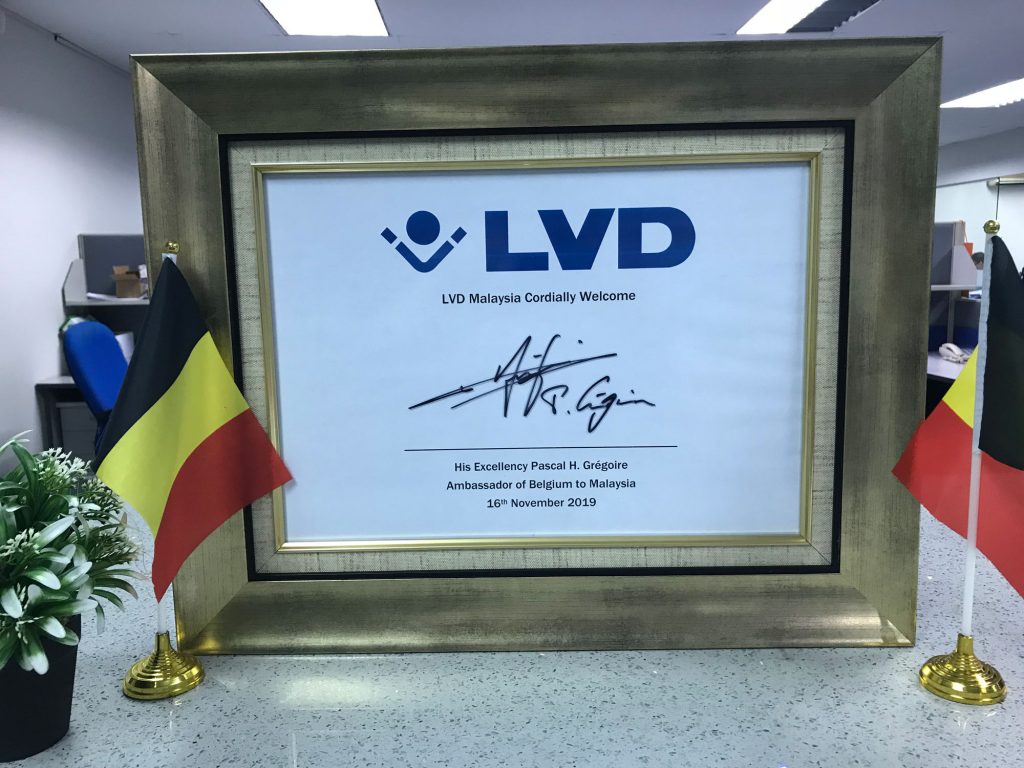 LVD
LVD Malaysia Cordially Welcome
His Excellency Pascal H. Grégoire
Ambassador of Belgium to Malaysia
16th November 2019